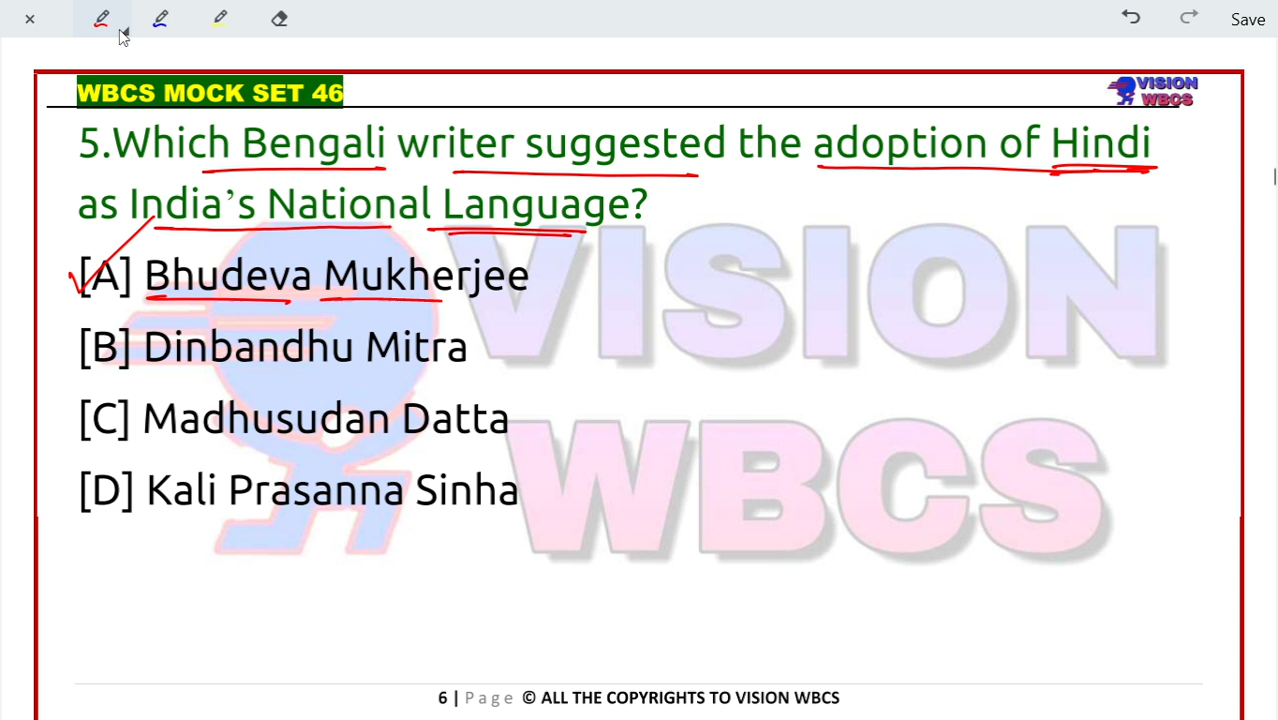 Save
WBCS MOCK SET 46
VISION
WBCS
5.Which Bengali writer suggested the adoption of Hindi
as India’s National Language?
[A] Bhudeva Mukherjee
[B] Dinbandhu Mitra
[C] Madhusudan Datta
[D] Kali Prasanna Sinha
VISION
WBCS
6 | Page © ALL THE COPYRIGHTS TO VISION WBCS